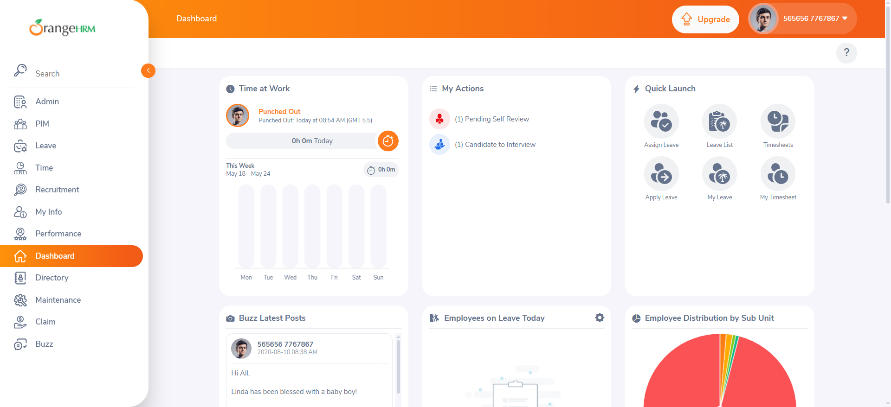 OrangeHRM
Dashboard
Upgrade
565656 7767867
?
Search
Admin
PIM
Leave
Time
Recruitment
My Info
Performance
Dashboard
Directory
Maintenance
Claim
Buzz
Time at Work
Punched Out
Punched Out: Today at 08:54 AM (GMT 5.5)
0h 0m Today
This Week
May 18 - May 24
0h 0m
Mon Tue Wed Thu Fri Sat Sun
My Actions
(1) Pending Self Review
(1) Candidate to Interview
Quick Launch
Assign Leave Leave List Timesheets
Apply Leave My Leave My Timesheet
Buzz Latest Posts
565656 7767867
2020-08-10 08:38 AM
Hi All,
Linda has been blessed with a baby boy!
Employees on Leave Today
Employee Distribution by Sub Unit